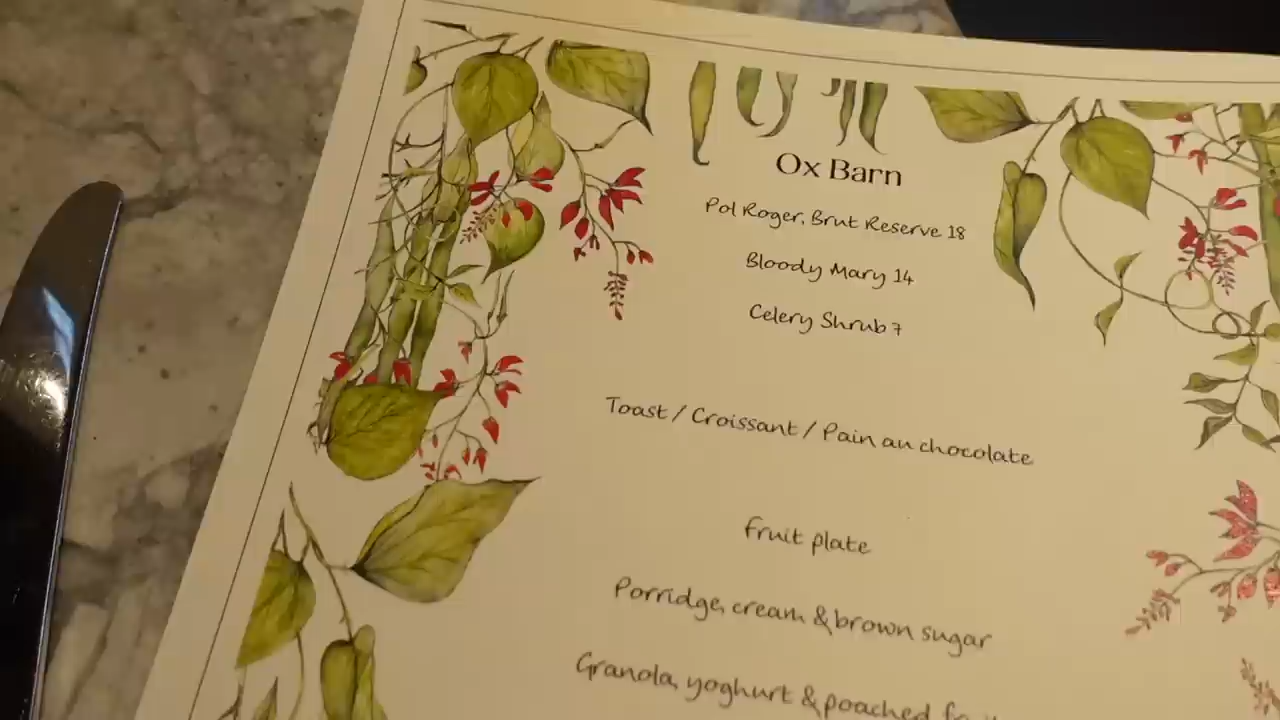 Ox Barn
Pol Roger, Brut Reserve 18
Bloody Mary 14
Celery Shrub 7
Toast / Croissant / Pain au chocolate
fruit plate
Porridge, cream & brown sugar
Granola, yoghurt & poached